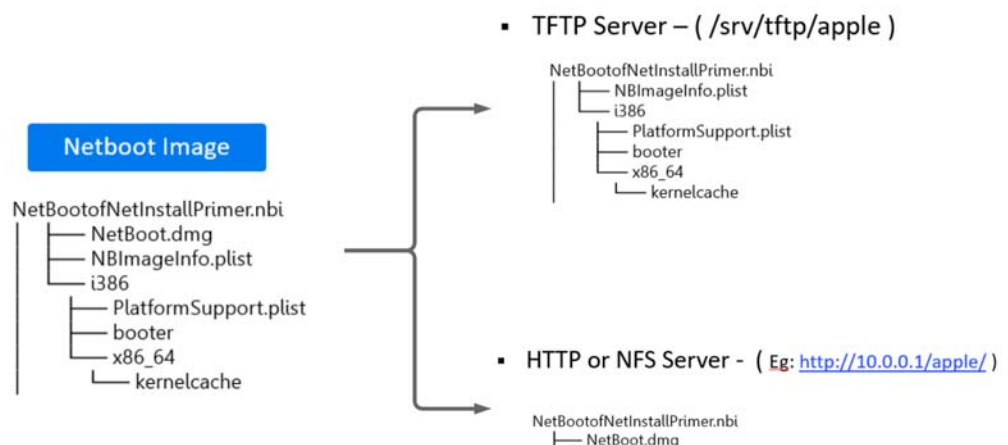 Netboot Image
NetBootofNetInstallPrimer.nbi
NetBoot.dmg
NBImageInfo.plist
i386
PlatformSupport.plist
booter
x86_64
kernelcache
▪ TFTP Server – ( /srv/tftp/apple )
NetBootofNetInstallPrimer.nbi
NBImageInfo.plist
i386
PlatformSupport.plist
booter
x86_64
kernelcache
▪ HTTP or NFS Server - ( Eg: http://10.0.0.1/apple/ )
NetBootofNetInstallPrimer.nbi
NetBoot.dmg